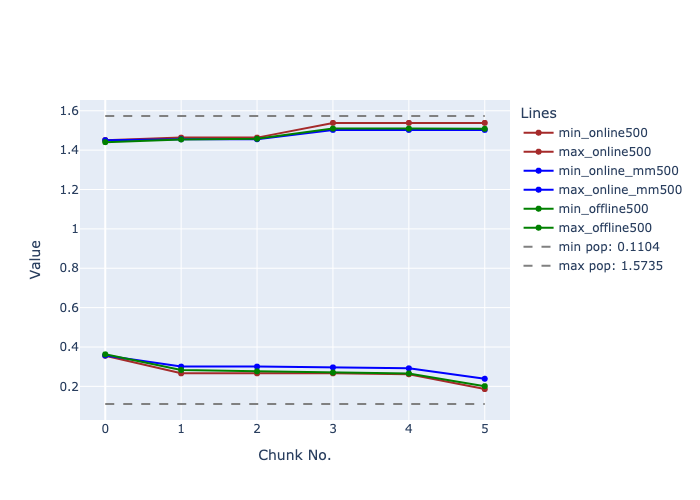 Lines
min_online500
max_online500
min_online_mm500
max_online_mm500
min_offline500
max_offline500
min pop: 0.1104
max pop: 1.5735
1.6
1.4
1.2
1
0.8
0.6
0.4
0.2
Value
0 1 2 3 4 5
Chunk No.